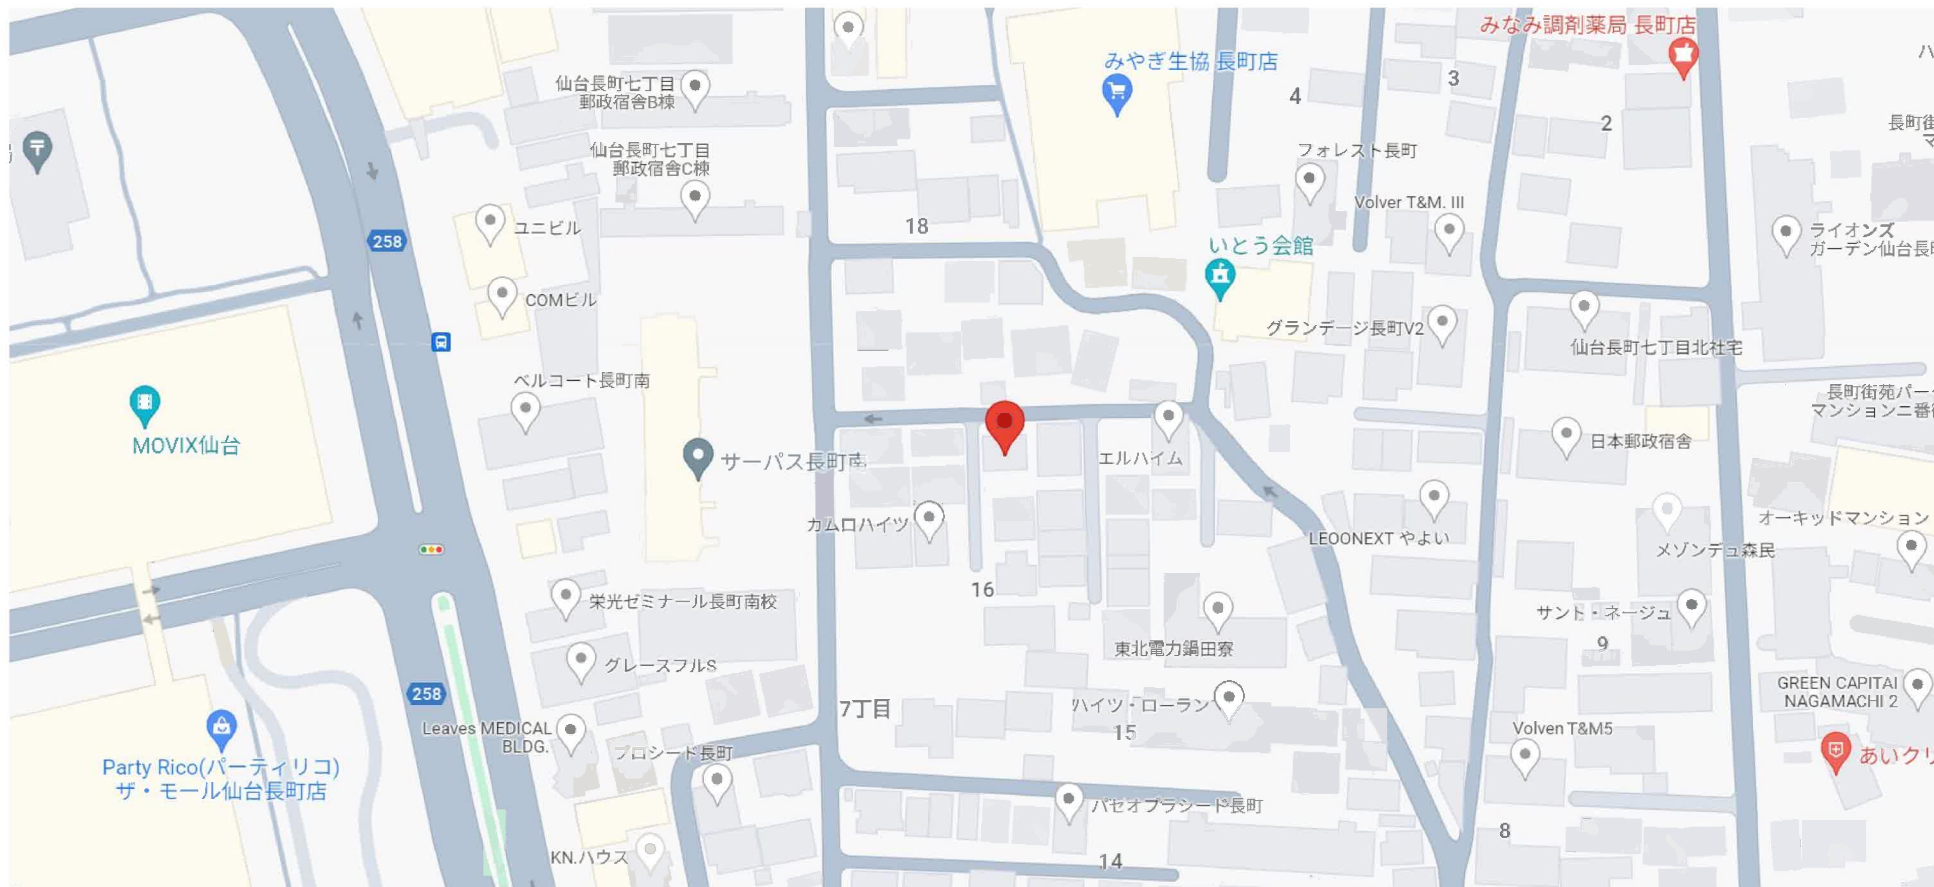 みなみ調剤薬局 長町店
みやぎ生協 長町店
仙台長町七丁目
郵政宿舎B棟
3
4
2
長町街
仙台長町七丁目
郵政宿舎C棟
フォレスト長町
Volver T&M. III
18
ユニビル
258
いとう会館
ライオンズ
ガーデン仙台長町
COMビル
グランデージ長町V2
仙台長町七丁目北社宅
ベルコート長町南
長町街苑パーク
マンション二番街
MOVIX仙台
日本郵政宿舎
サーパス長町南
エルハイム
カムロハイツ
オーキッドマンション
LEOONEXT やよい
メゾンデュ森民
16
栄光ゼミナール長町南校
サント・ネージュ
9
東北電力鍋田寮
グレースフルS
258
GREEN CAPITAl
NAGAMACHI 2
7丁目
ハイツ・ローラン
15
Leaves MEDICAL
BLDG.
Volven T&M5
プロシード長町
あいクリ
Party Rico(パーティリコ)
ザ・モール仙台長町店
パセオプラシード長町
8
KN.ハウス
14